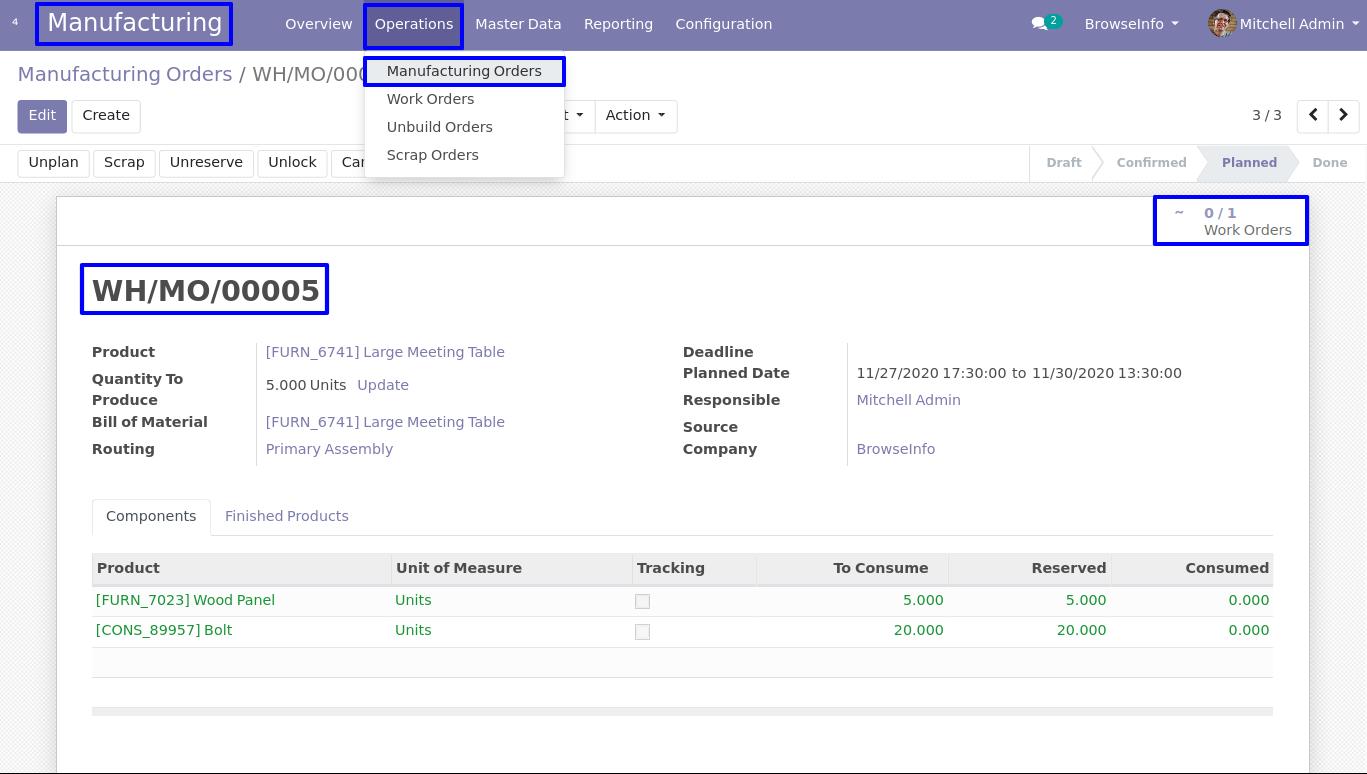 Manufacturing Overview Operations Master Data Reporting Configuration 2 BrowseInfo Mitchell Admin
Manufacturing Orders / WH/MO/000
Manufacturing Orders
Work Orders
Unbuild Orders
Scrap Orders
Edit Create t Action 3 / 3
Unplan Scrap Unreserve Unlock Can Draft Confirmed Planned Done
~ 0 / 1
Work Orders
WH/MO/00005
Product [FURN_6741] Large Meeting Table
Quantity To Produce 5.000 Units Update
Bill of Material [FURN_6741] Large Meeting Table
Routing Primary Assembly
Deadline
Planned Date 11/27/2020 17:30:00 to 11/30/2020 13:30:00
Responsible Mitchell Admin
Source
Company BrowseInfo
Components Finished Products
Product Unit of Measure Tracking To Consume Reserved Consumed
[FURN_7023] Wood Panel Units 5.000 5.000 0.000
[CONS_89957] Bolt Units 20.000 20.000 0.000